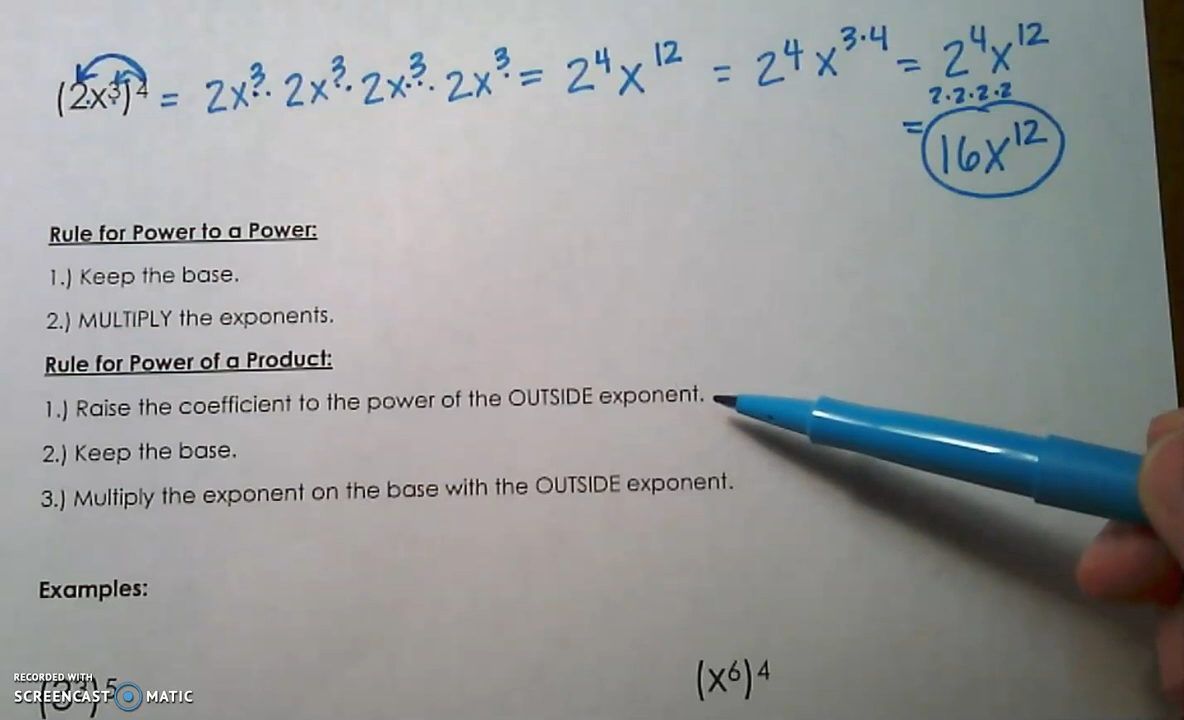 (2x³)⁴ = 2x³ · 2x³ · 2x³ · 2x³ = 2⁴x¹² = 2⁴x³·⁴ = 2⁴x¹²
2·2·2·2
= 16x¹²
Rule for Power to a Power:
1.) Keep the base.
2.) MULTIPLY the exponents.
Rule for Power of a Product:
1.) Raise the coefficient to the power of the OUTSIDE exponent.
2.) Keep the base.
3.) Multiply the exponent on the base with the OUTSIDE exponent.
Examples:
(x⁶)⁴
RECORDED WITH
SCREENCAST MATIC